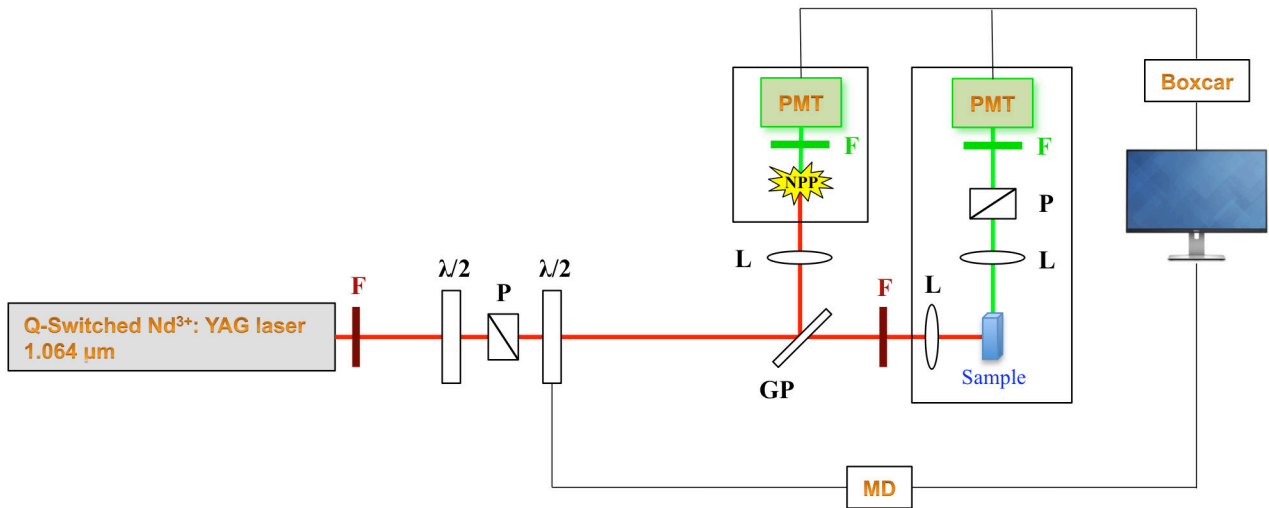 PMT
PMT
Boxcar
F
F
NPP
P
L
L
λ/2
λ/2
F
P
F
L
Q-Switched Nd³⁺: YAG laser
1.064 µm
Sample
GP
MD